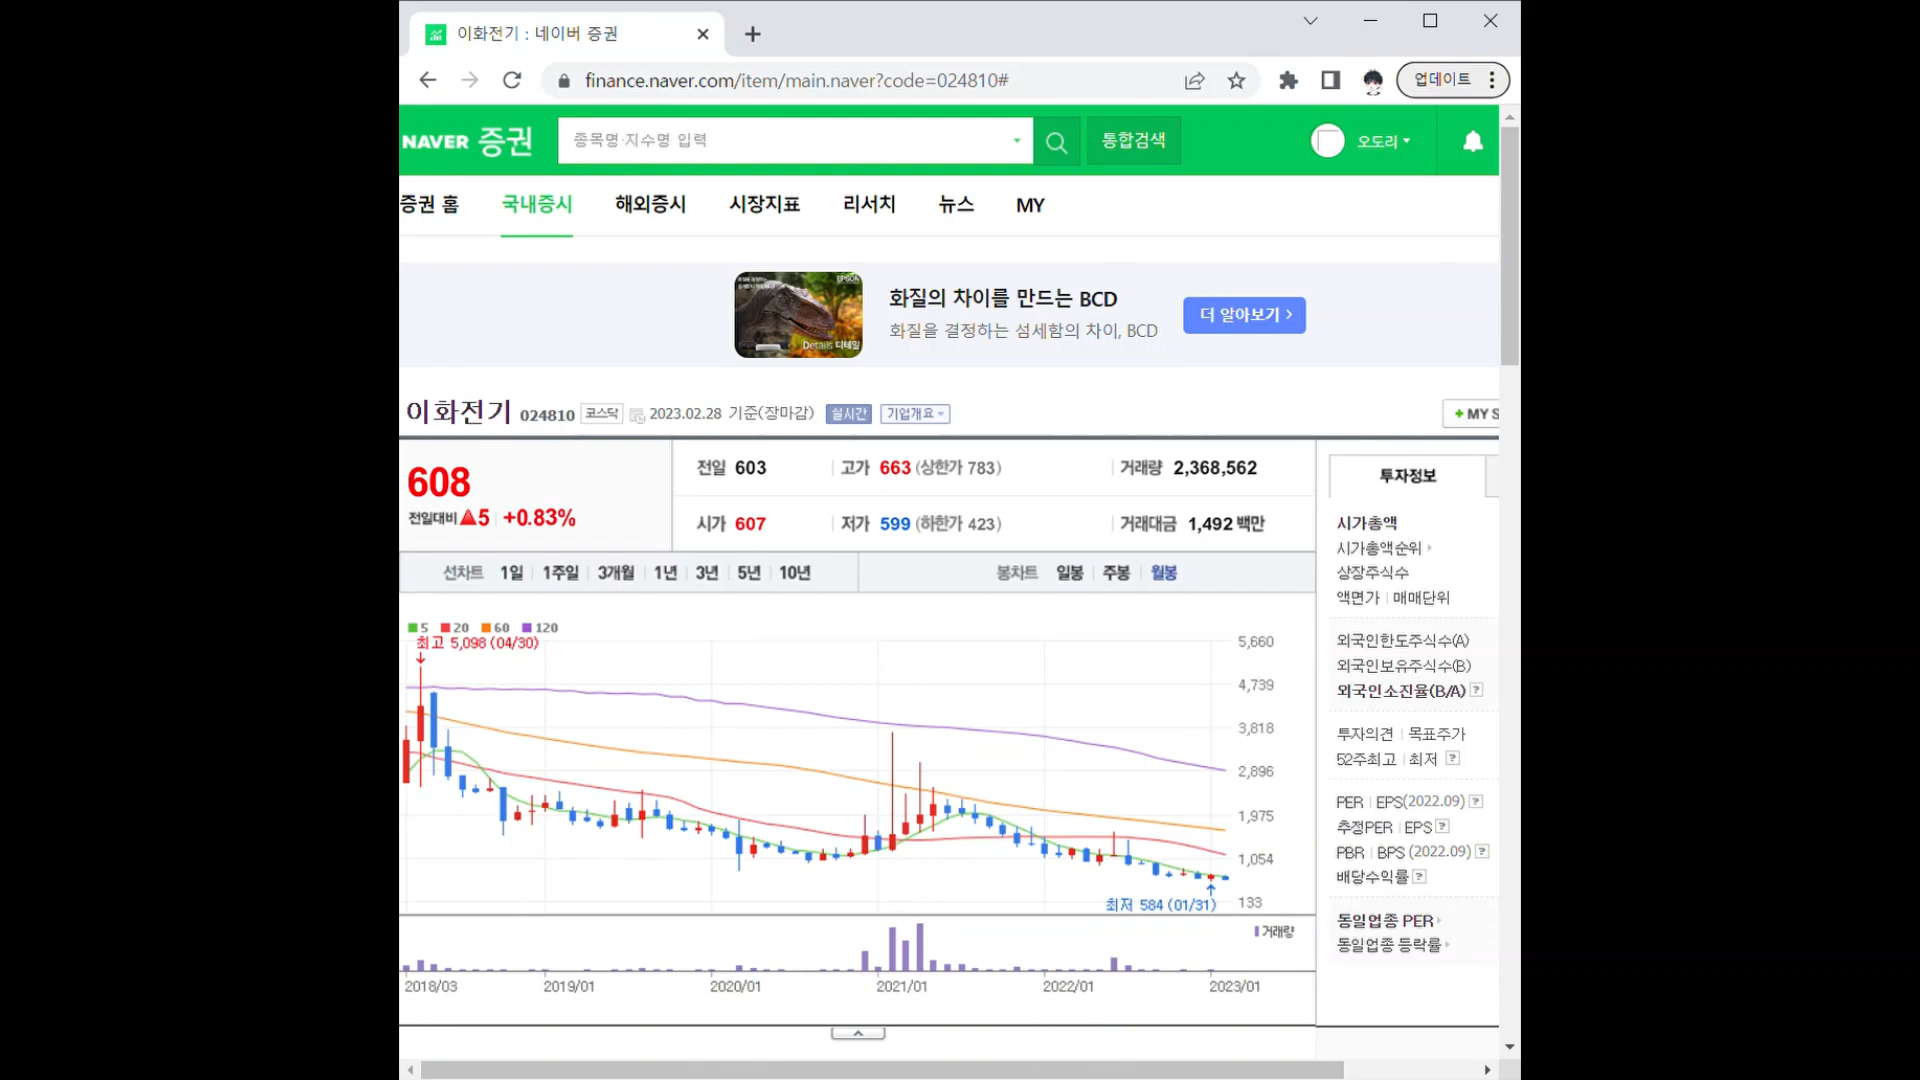 이화전기 : 네이버 증권
finance.naver.com/item/main.naver?code=024810#
업데이트
NAVER 증권
종목명·지수명 입력
통합검색
오도리
증권 홈 국내증시 해외증시 시장지표 리서치 뉴스 MY
EPSON
Details 디테일
화질의 차이를 만드는 BCD
화질을 결정하는 섬세함의 차이, BCD
더 알아보기 >
이화전기 024810 코스닥 2023.02.28 기준(장마감) 실시간 기업개요
+ MY S
608
전일대비 ▲5 +0.83%
전일 603 고가 663 (상한가 783) 거래량 2,368,562
시가 607 저가 599 (하한가 423) 거래대금 1,492 백만
선차트 1일 1주일 3개월 1년 3년 5년 10년
봉차트 일봉 주봉 월봉
5 20 60 120
최고 5,098 (04/30)
5,660
4,739
3,818
2,896
1,975
1,054
133
최저 584 (01/31)
거래량
2018/03 2019/01 2020/01 2021/01 2022/01 2023/01
투자정보
시가총액
시가총액순위
상장주식수
액면가 | 매매단위
외국인한도주식수(A)
외국인보유주식수(B)
외국인소진율(B/A) ?
투자의견 | 목표주가
52주최고 | 최저 ?
PER | EPS(2022.09) ?
추정PER | EPS ?
PBR | BPS (2022.09) ?
배당수익률 ?
동일업종 PER
동일업종 등락률